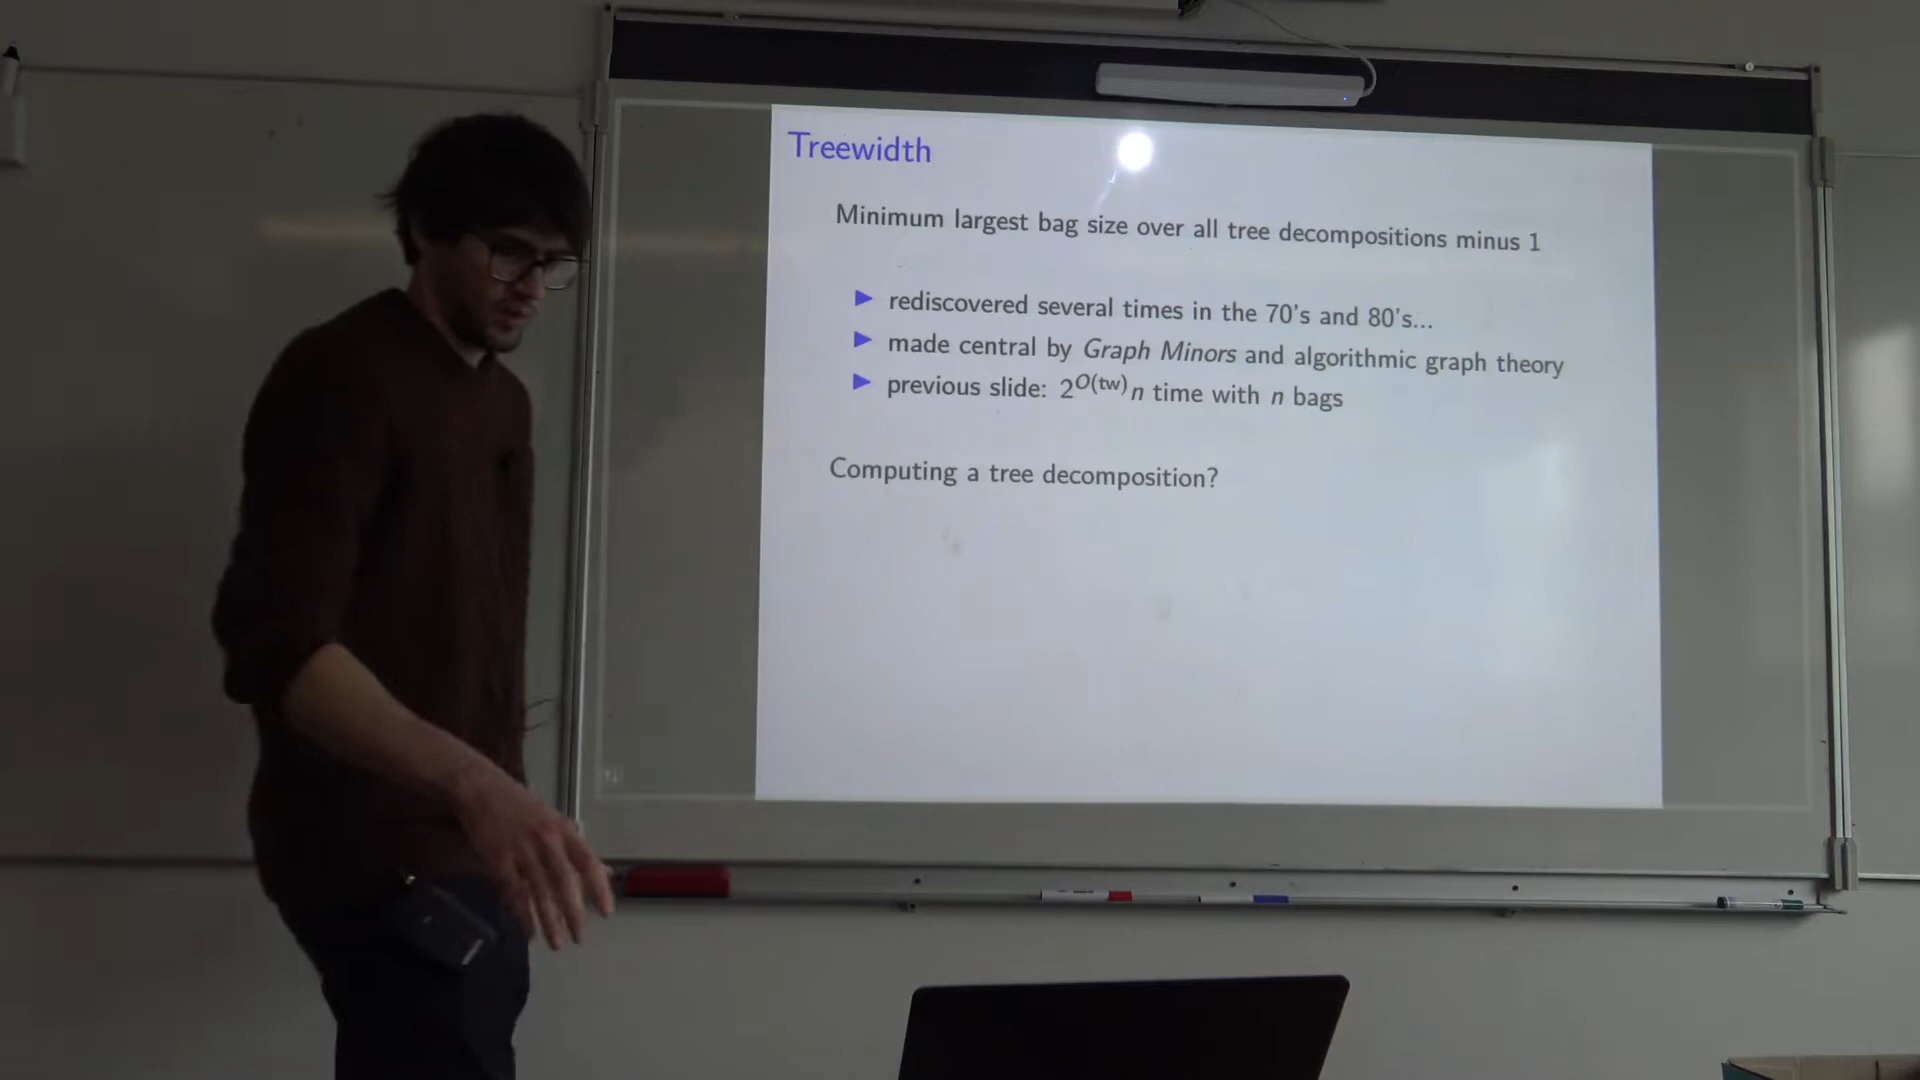 Treewidth
Minimum largest bag size over all tree decompositions minus 1
▶ rediscovered several times in the 70's and 80's...
▶ made central by Graph Minors and algorithmic graph theory
▶ previous slide: 2^{O(tw)}n time with n bags
Computing a tree decomposition?